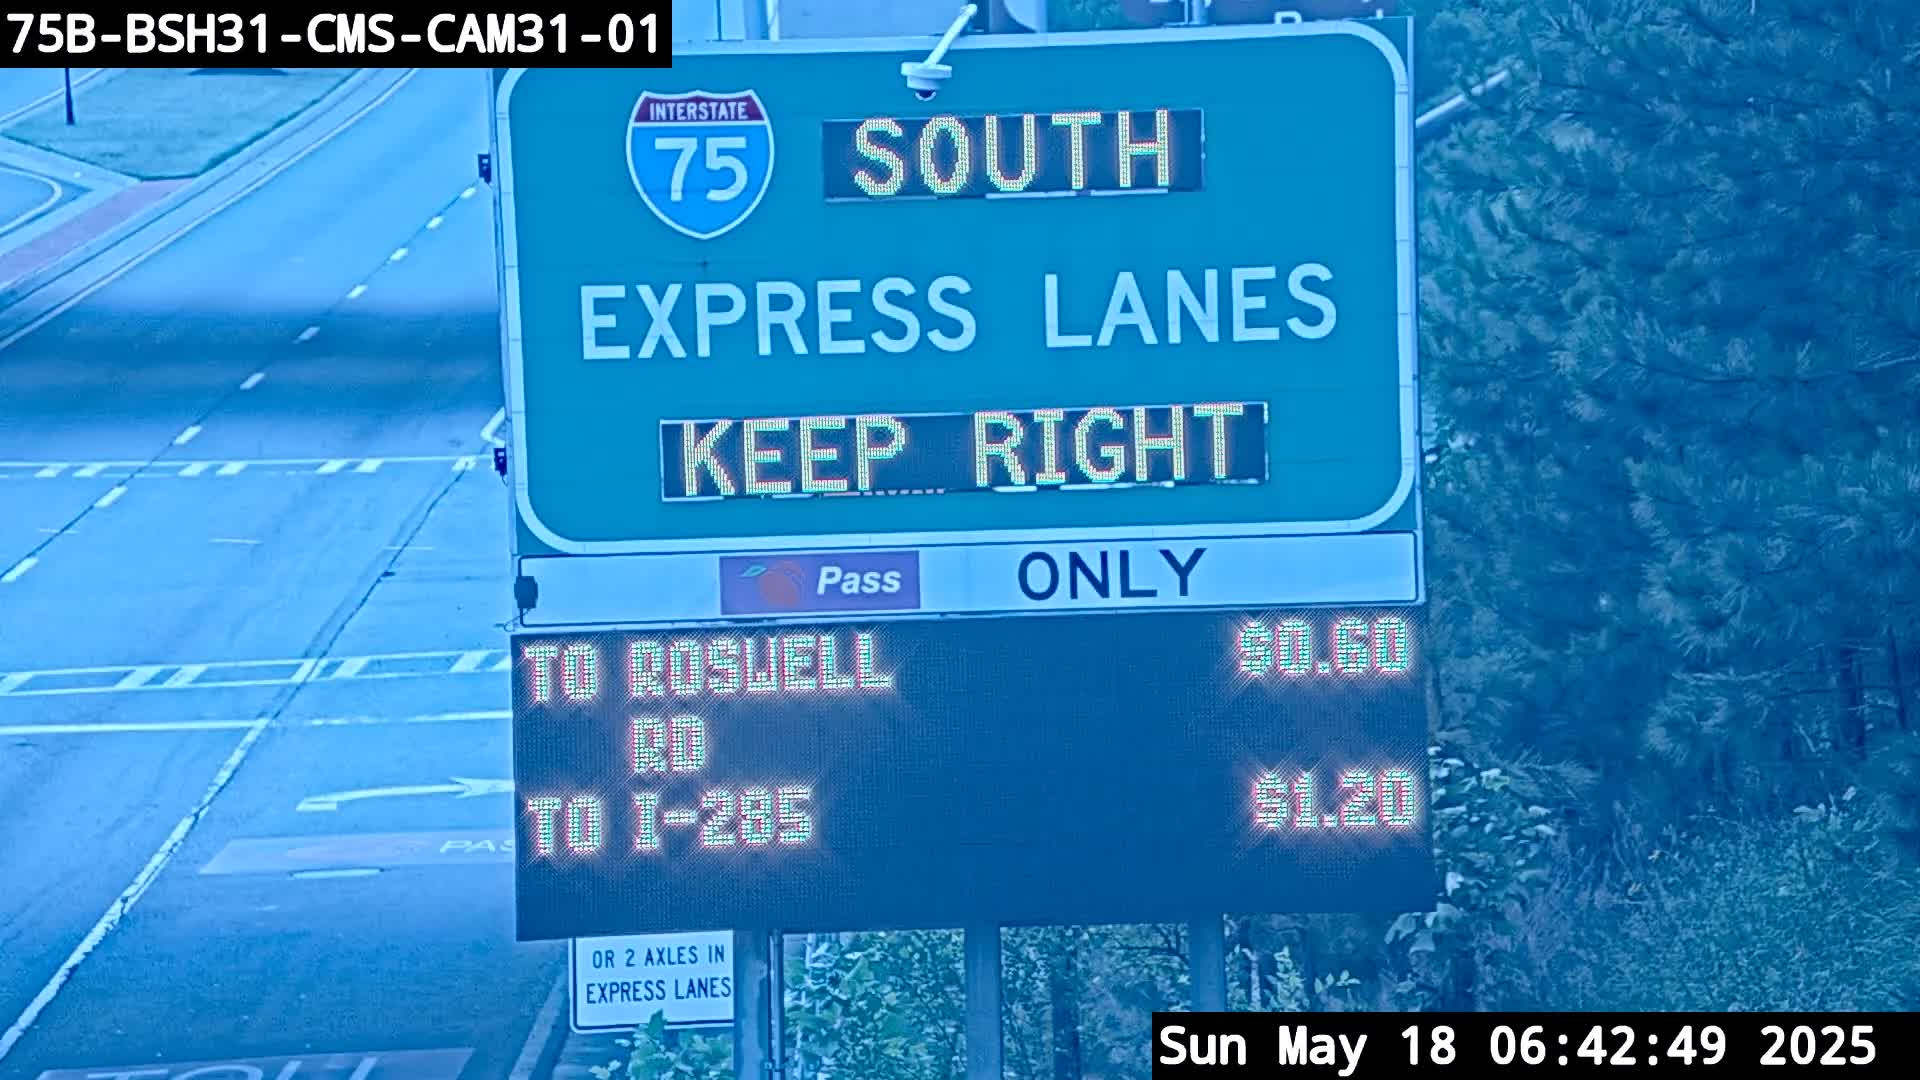 75B-BSH31-CMS-CAM31-01
INTERSTATE
75
SOUTH
EXPRESS LANES
KEEP RIGHT
Pass ONLY
TO ROSWELL $0.60
RD
TO I-285 $1.20
OR 2 AXLES IN
EXPRESS LANES
Sun May 18 06:42:49 2025